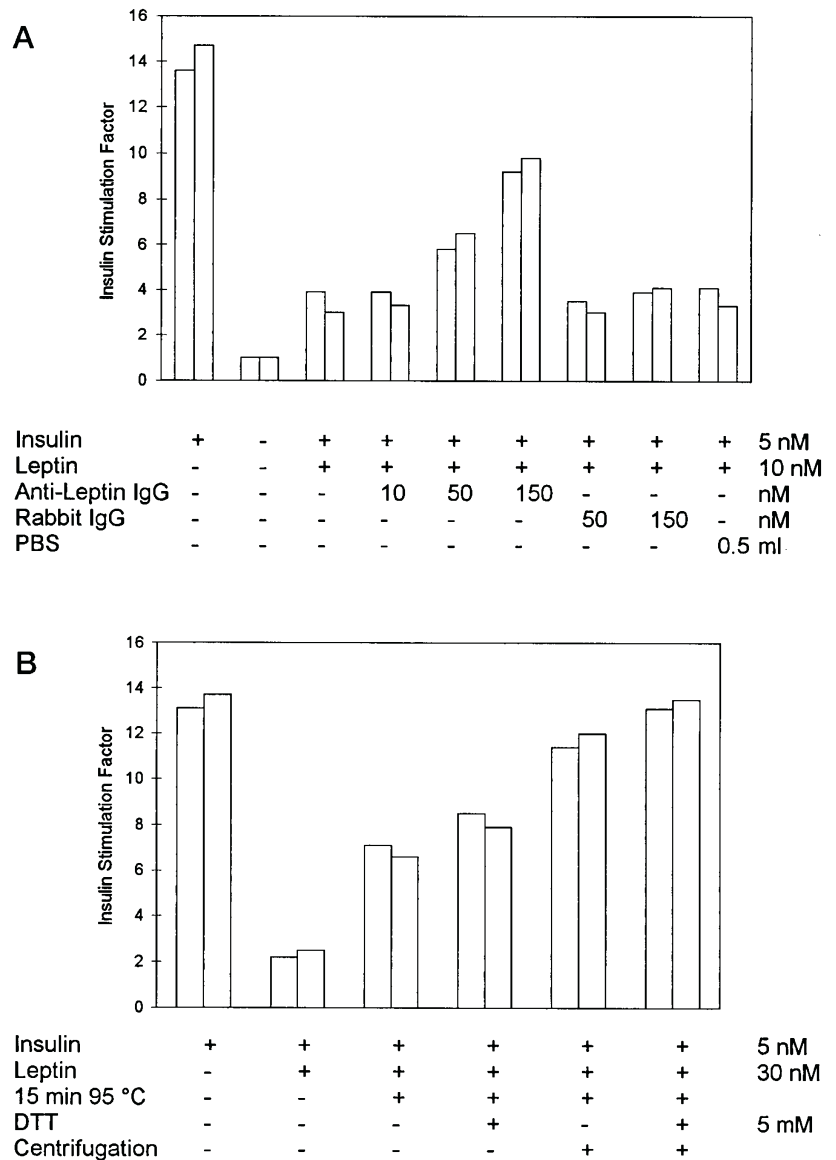 A
Insulin Stimulation Factor
16
14
12
10
8
6
4
2
0
Insulin + - + + + + + + + 5 nM
Leptin - - + + + + + + + 10 nM
Anti-Leptin IgG - - - 10 50 150 - - - nM
Rabbit IgG - - - - - - 50 150 - nM
PBS - - - - - - - - 0.5 ml
B
Insulin Stimulation Factor
16
14
12
10
8
6
4
2
0
Insulin + + + + + + 5 nM
Leptin - + + + + + 30 nM
15 min 95 °C - - + + + +
DTT - - - + - + 5 mM
Centrifugation - - - - + +